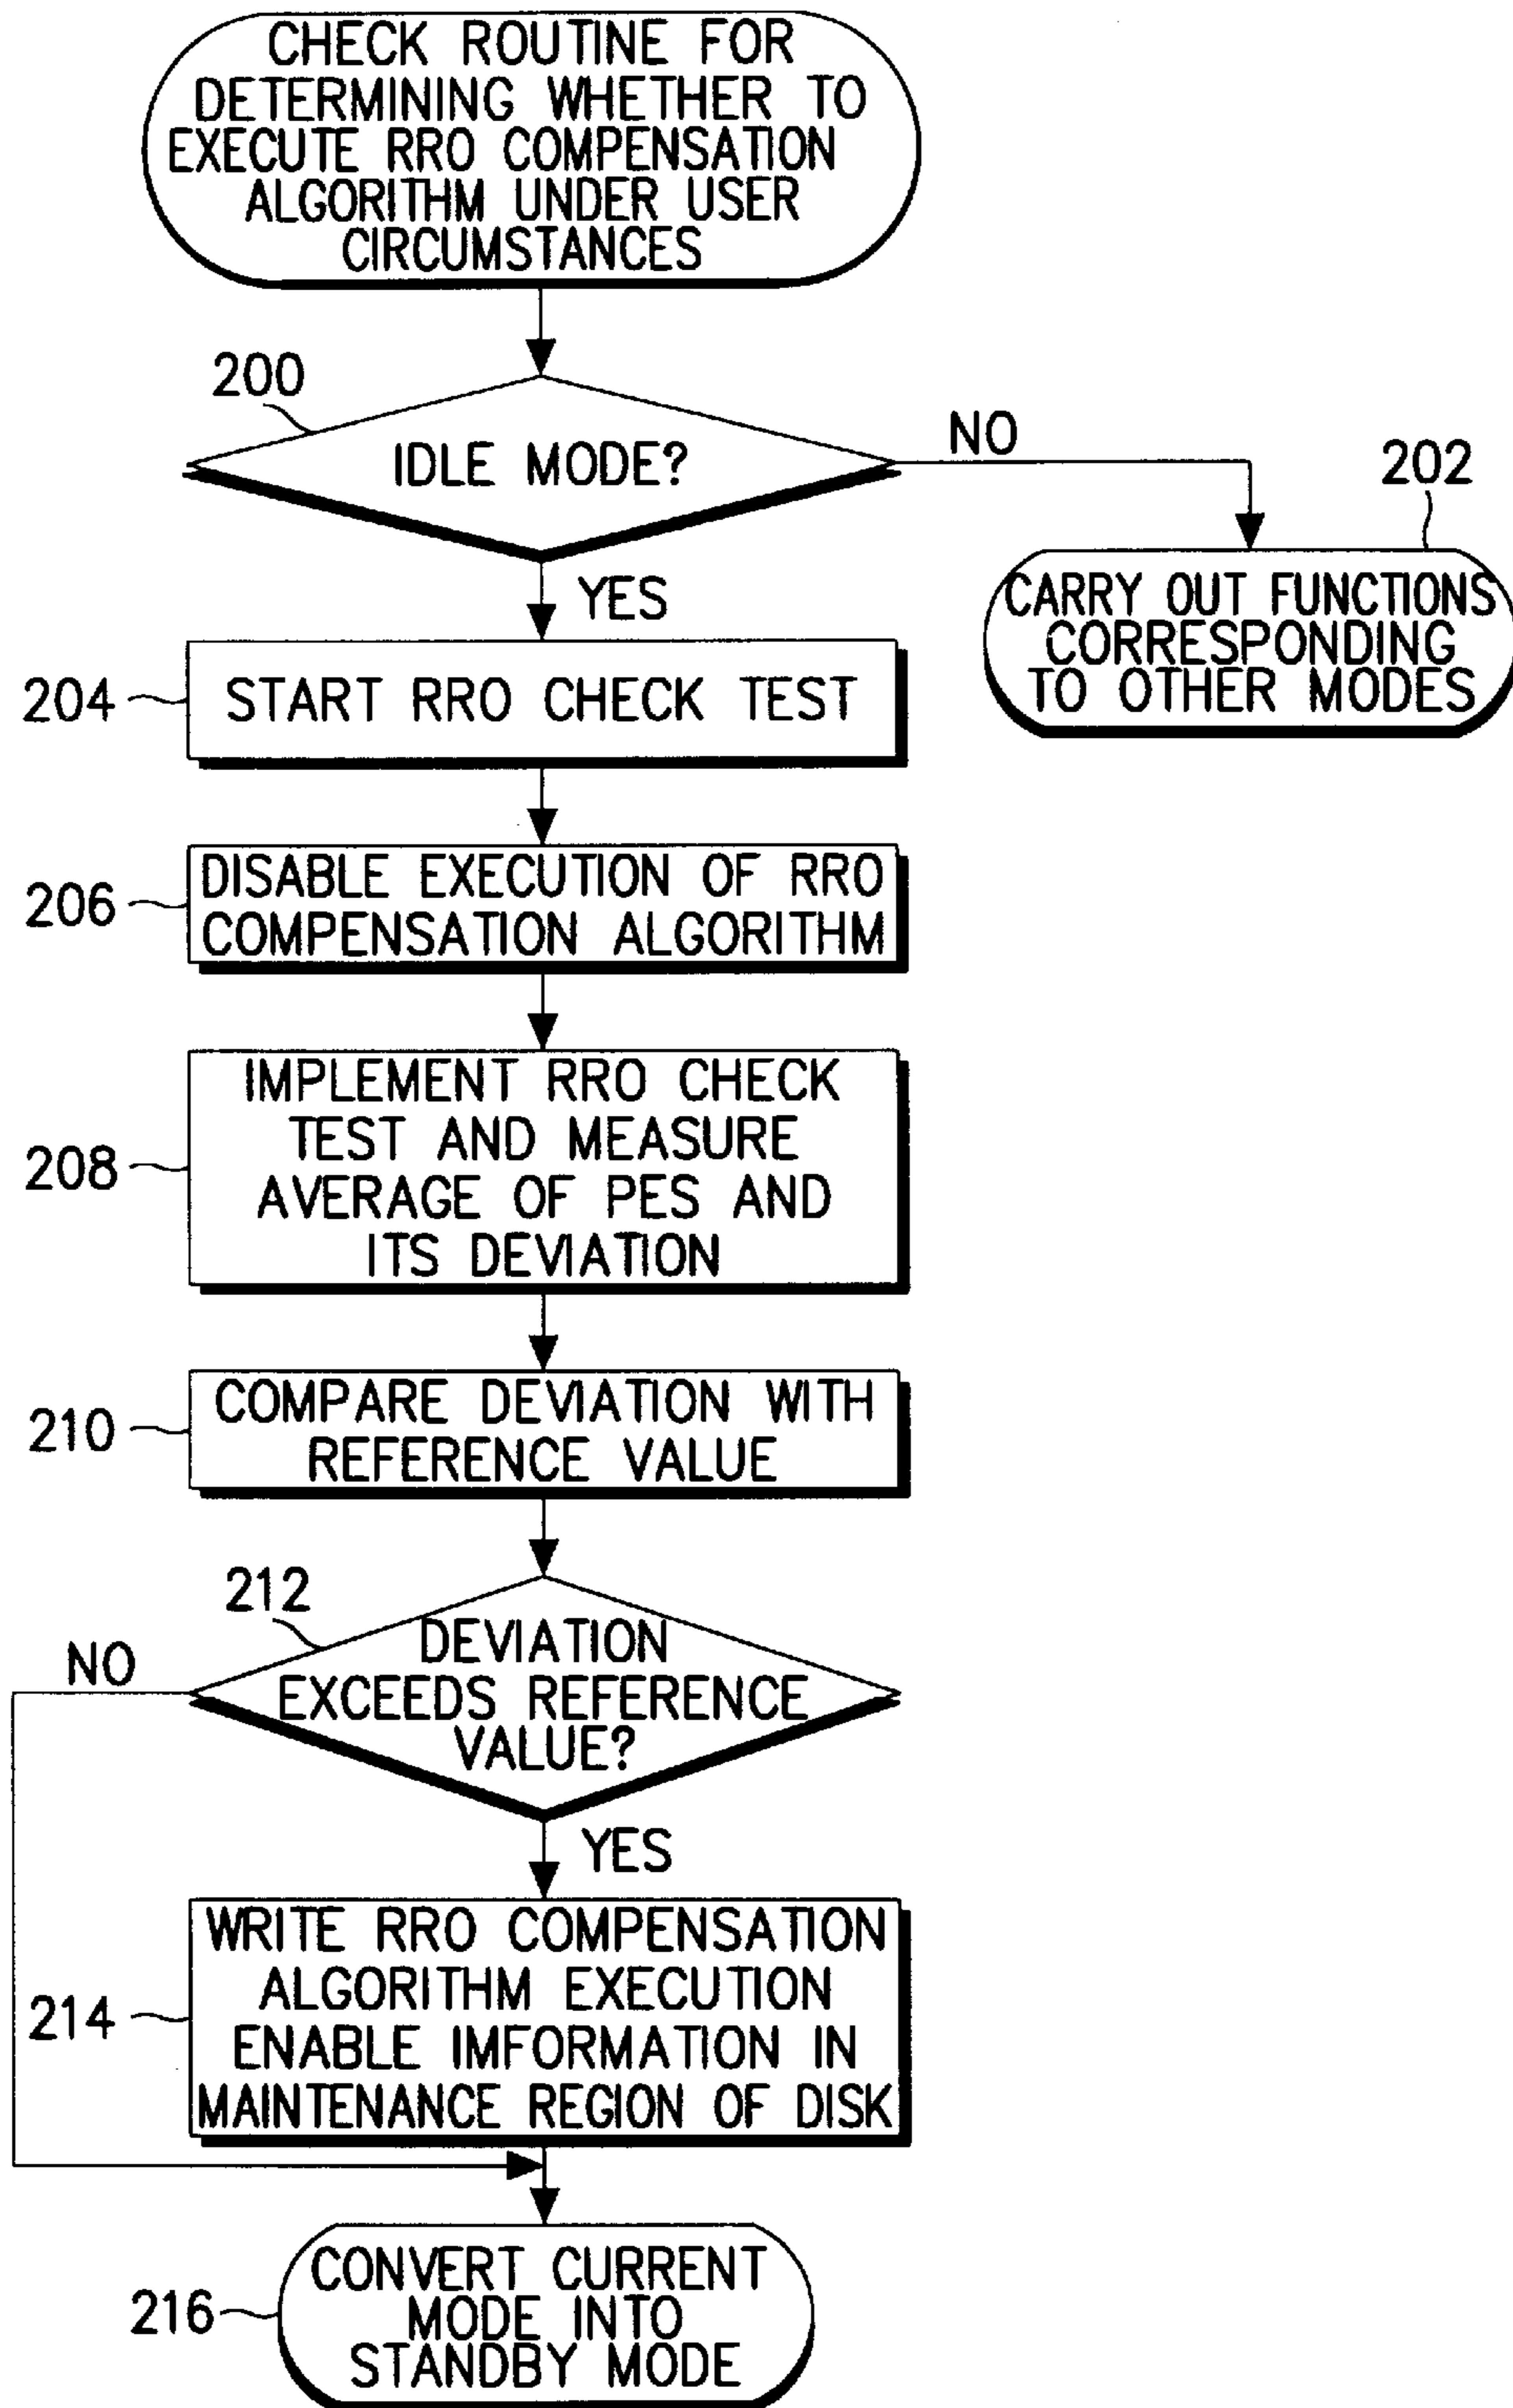 CHECK ROUTINE FOR
DETERMINING WHETHER TO
EXECUTE RRO COMPENSATION
ALGORITHM UNDER USER
CIRCUMSTANCES
200
IDLE MODE?
NO
202
CARRY OUT FUNCTIONS
CORRESPONDING
TO OTHER MODES
YES
204
START RRO CHECK TEST
206
DISABLE EXECUTION OF RRO
COMPENSATION ALGORITHM
208
IMPLEMENT RRO CHECK
TEST AND MEASURE
AVERAGE OF PES AND
ITS DEVIATION
210
COMPARE DEVIATION WITH
REFERENCE VALUE
212
DEVIATION
EXCEEDS REFERENCE
VALUE?
NO
YES
214
WRITE RRO COMPENSATION
ALGORITHM EXECUTION
ENABLE IMFORMATION IN
MAINTENANCE REGION OF DISK
216
CONVERT CURRENT
MODE INTO
STANDBY MODE